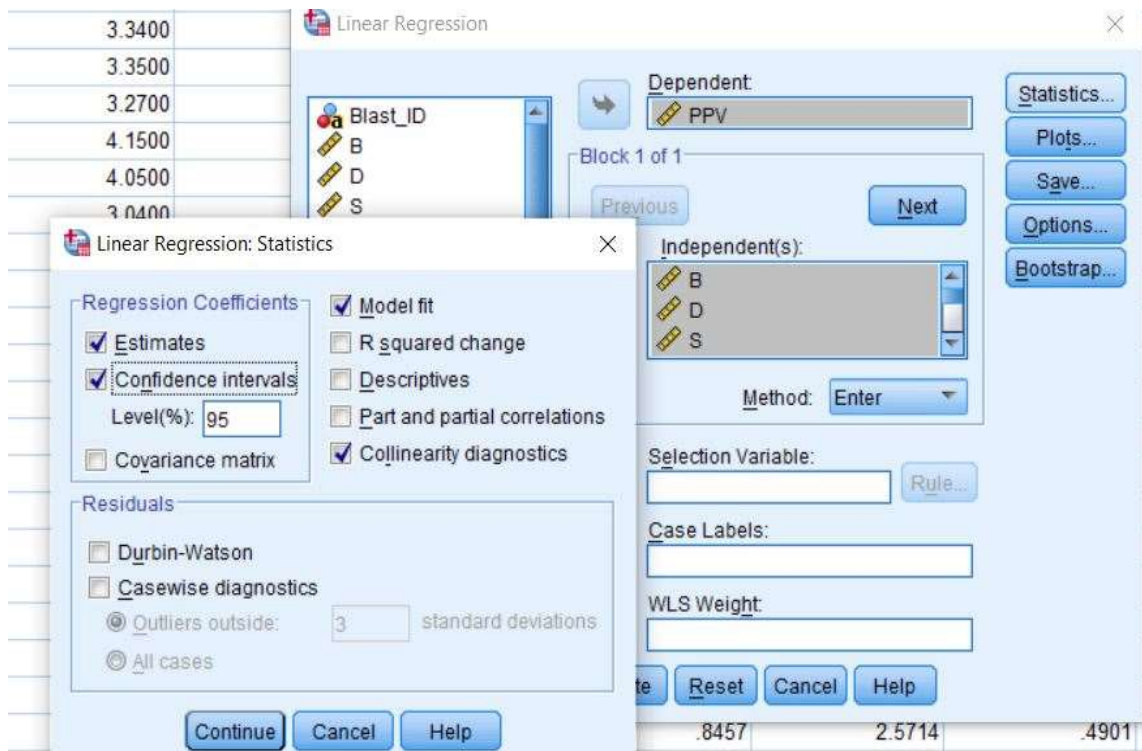 3.3400
3.3500
3.2700
4.1500
4.0500
3.0400
Linear Regression
Blast_ID
B
D
S
Dependent:
PPV
Block 1 of 1
Previous
Next
Independent(s):
B
D
S
Method: Enter
Selection Variable:
Rule...
Case Labels:
WLS Weight:
te
Reset
Cancel
Help
Statistics...
Plots...
Save...
Options...
Bootstrap...
Linear Regression: Statistics
Regression Coefficients
Estimates
Confidence intervals
Level(%): 95
Covariance matrix
Model fit
R squared change
Descriptives
Part and partial correlations
Collinearity diagnostics
Residuals
Durbin-Watson
Casewise diagnostics
Outliers outside: 3 standard deviations
All cases
Continue
Cancel
Help
.8457 2.5714 .4901